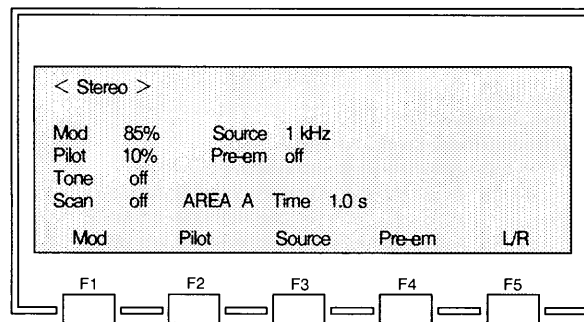 < Stereo >
Mod 85% Source 1 kHz
Pilot 10% Pre-em off
Tone off
Scan off AREA A Time 1.0 s
Mod Pilot Source Pre-em L/R
F1 F2 F3 F4 F5